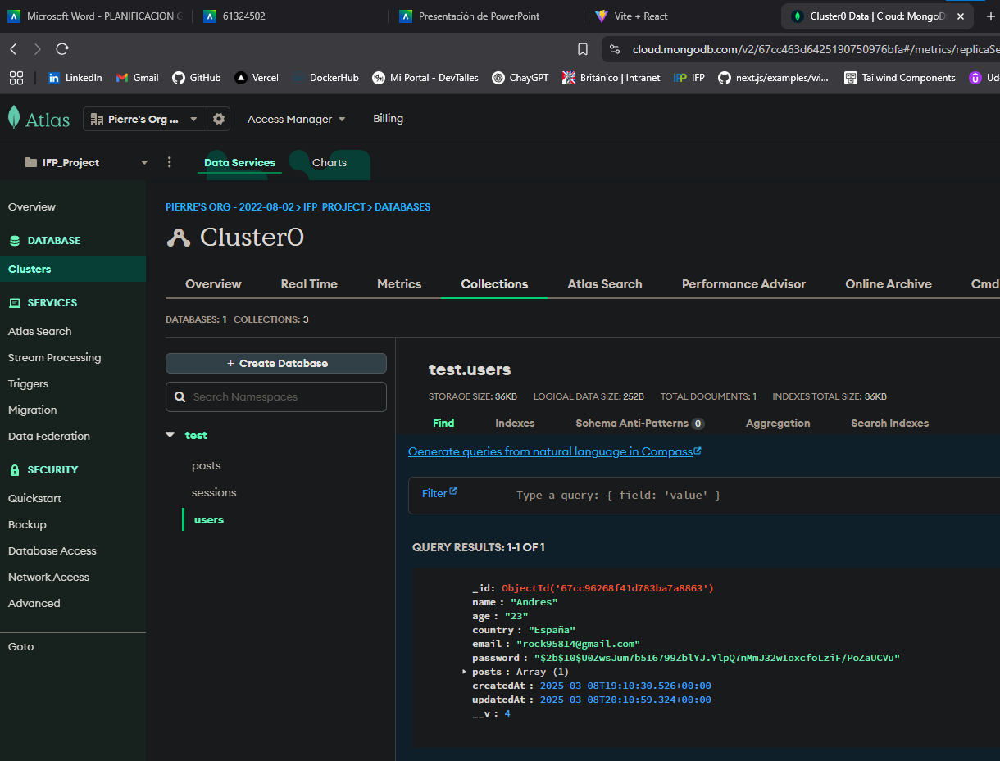 Microsoft Word - PLANIFICACION G
61324502
Presentación de PowerPoint
Vite + React
Cluster0 Data | Cloud: MongoD
cloud.mongodb.com/v2/67cc463d6425190750976bfa#/metrics/replicaSe
LinkedIn Gmail GitHub Vercel DockerHub Mi Portal - DevTalles ChayGPT Británico | Intranet IFP IFP next.js/examples/wi... Tailwind Components Ud
Atlas Pierre's Org ... Access Manager Billing
IFP_Project Data Services Charts
Overview
DATABASE
Clusters
SERVICES
Atlas Search
Stream Processing
Triggers
Migration
Data Federation
SECURITY
Quickstart
Backup
Database Access
Network Access
Advanced
Goto
PIERRE'S ORG - 2022-08-02 > IFP_PROJECT > DATABASES
Cluster0
Overview Real Time Metrics Collections Atlas Search Performance Advisor Online Archive Cmd
DATABASES: 1 COLLECTIONS: 3
+ Create Database
Search Namespaces
test
posts
sessions
users
test.users
STORAGE SIZE: 36KB LOGICAL DATA SIZE: 252B TOTAL DOCUMENTS: 1 INDEXES TOTAL SIZE: 36KB
Find Indexes Schema Anti-Patterns 0 Aggregation Search Indexes
Generate queries from natural language in Compass
Filter Type a query: { field: 'value' }
QUERY RESULTS: 1-1 OF 1
_id: ObjectId('67cc96268f41d783ba7a8863')
name : "Andres"
age : "23"
country : "España"
email : "rock95814@gmail.com"
password : "$2b$10$U0ZwsJum7b5I6799ZblYJ.YlpQ7nMmJ32wIoxcfoLziF/PoZaUCVu"
posts : Array (1)
createdAt : 2025-03-08T19:10:30.526+00:00
updatedAt : 2025-03-08T20:10:59.324+00:00
__v : 4